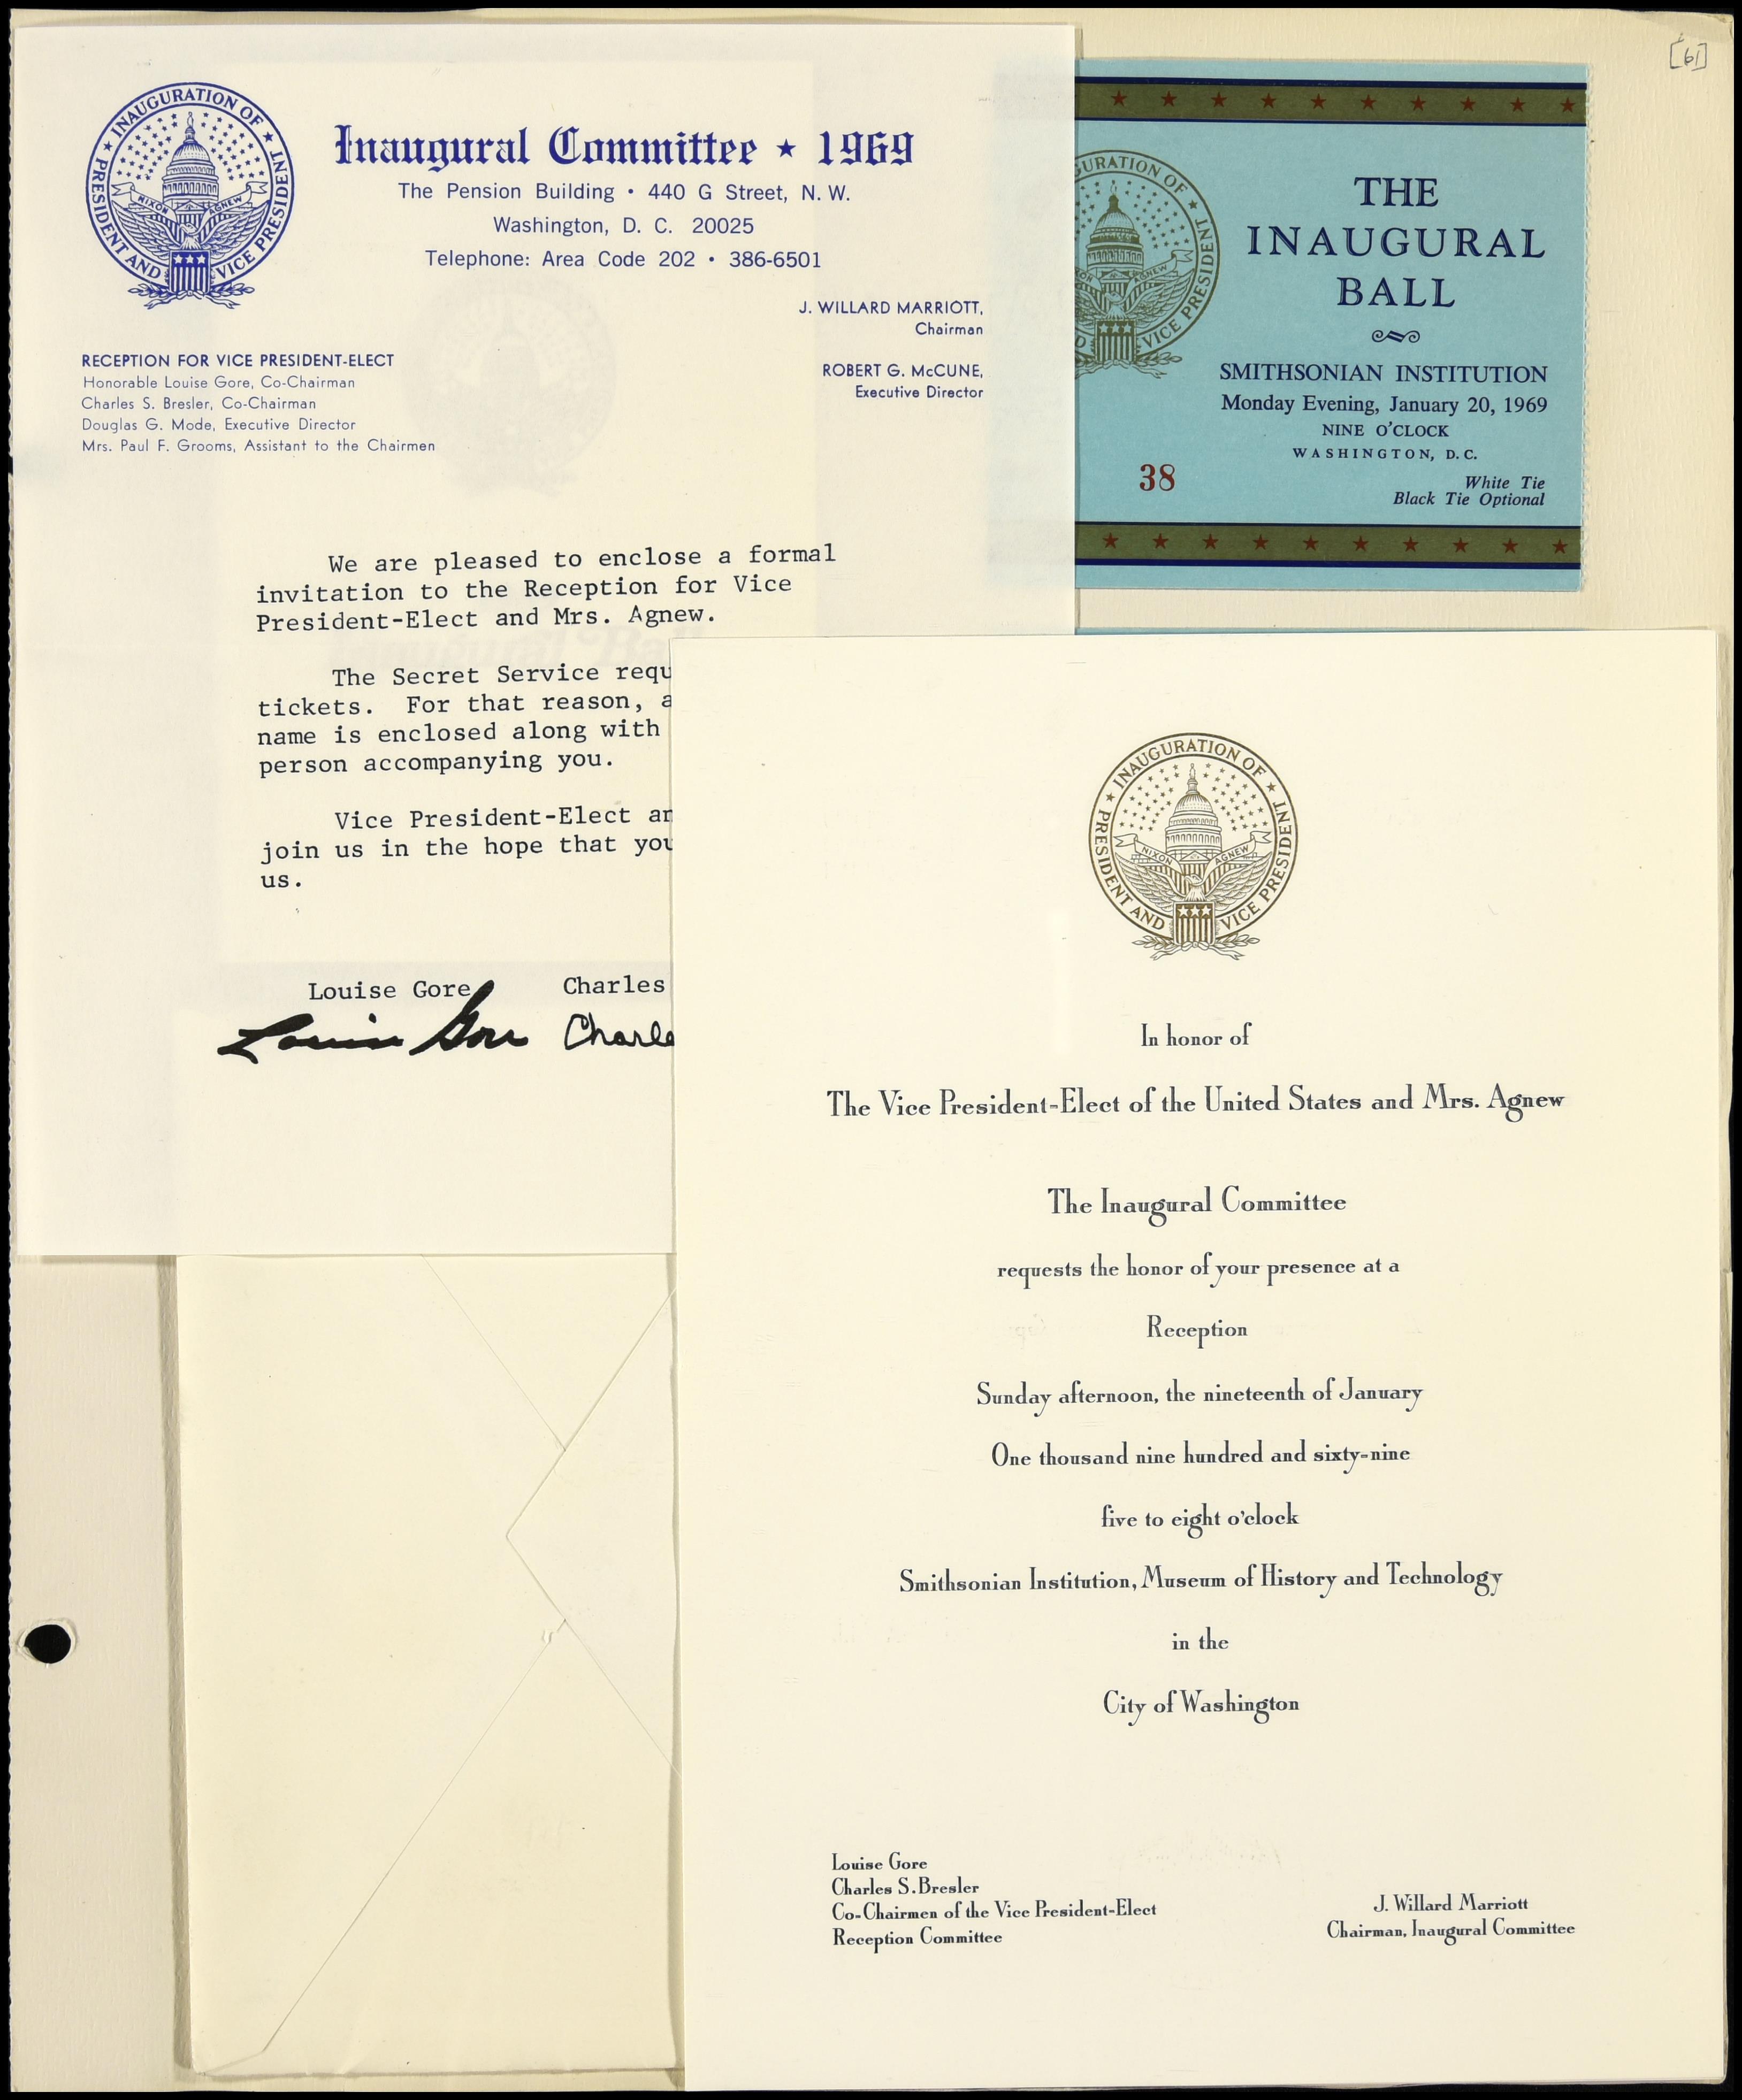 [61]
★ INAUGURATION OF ★
PRESIDENT AND VICE PRESIDENT
NIXON AGNEW
Inaugural Committee ★ 1969
The Pension Building • 440 G Street, N. W.
Washington, D. C. 20025
Telephone: Area Code 202 • 386-6501
J. WILLARD MARRIOTT,
Chairman
ROBERT G. McCUNE,
Executive Director
RECEPTION FOR VICE PRESIDENT-ELECT
Honorable Louise Gore, Co-Chairman
Charles S. Bresler, Co-Chairman
Douglas G. Mode, Executive Director
Mrs. Paul F. Grooms, Assistant to the Chairmen
We are pleased to enclose a formal
invitation to the Reception for Vice
President-Elect and Mrs. Agnew.
The Secret Service requ
tickets. For that reason, a
name is enclosed along with
person accompanying you.
Vice President-Elect an
join us in the hope that you
us.
Louise Gore Charles
Louise Gore Charle
URATION OF ★
D VICE PRESIDENT
AGNEW
THE
INAUGURAL
BALL
SMITHSONIAN INSTITUTION
Monday Evening, January 20, 1969
NINE O'CLOCK
WASHINGTON, D.C.
38
White Tie
Black Tie Optional
★ INAUGURATION OF ★
PRESIDENT AND VICE PRESIDENT
NIXON AGNEW
In honor of
The Vice President-Elect of the United States and Mrs. Agnew
The Inaugural Committee
requests the honor of your presence at a
Reception
Sunday afternoon, the nineteenth of January
One thousand nine hundred and sixty-nine
five to eight o'clock
Smithsonian Institution, Museum of History and Technology
in the
City of Washington
Louise Gore
Charles S. Bresler
Co-Chairmen of the Vice President-Elect
Reception Committee
J. Willard Marriott
Chairman, Inaugural Committee